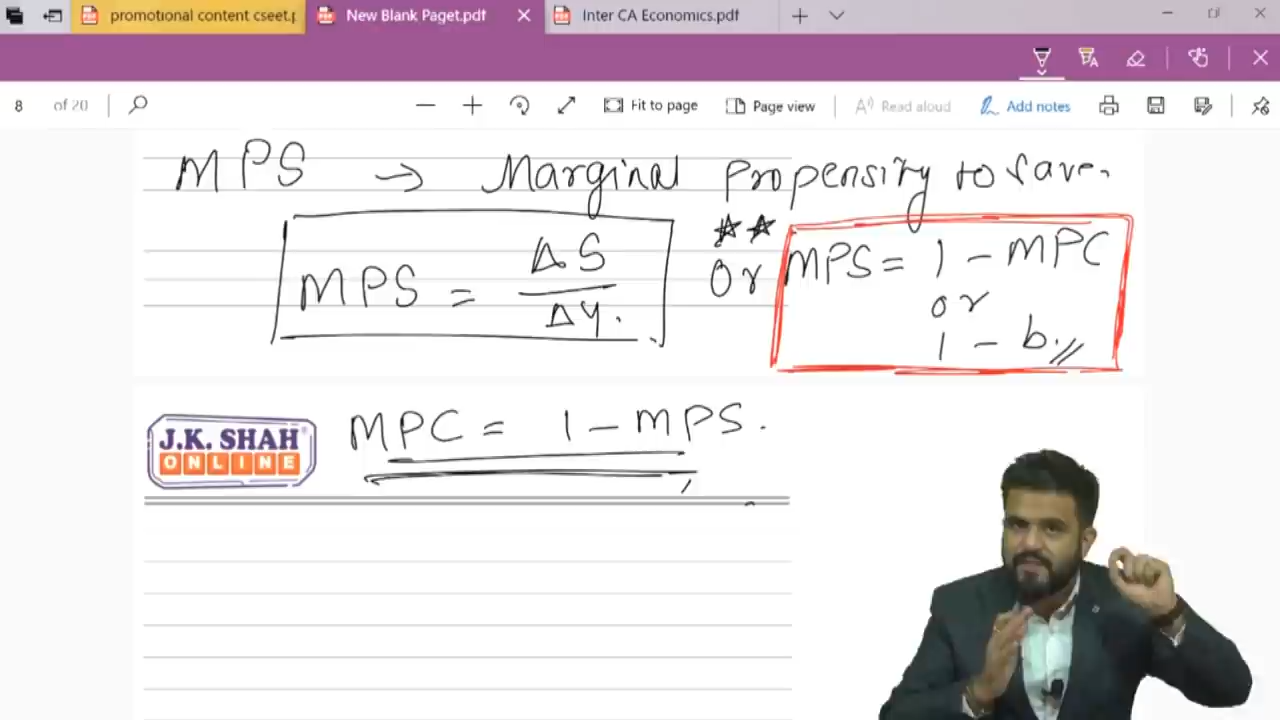 promotional content cseet.p
New Blank Paget.pdf
Inter CA Economics.pdf
8 of 20
Fit to page
Page view
Read aloud
Add notes
MPS → Marginal Propensity to Save.
MPS = ΔS / ΔY.
Or
MPS = 1 - MPC
or
1 - b.
J.K. SHAH
ONLINE
MPC = 1 - MPS.